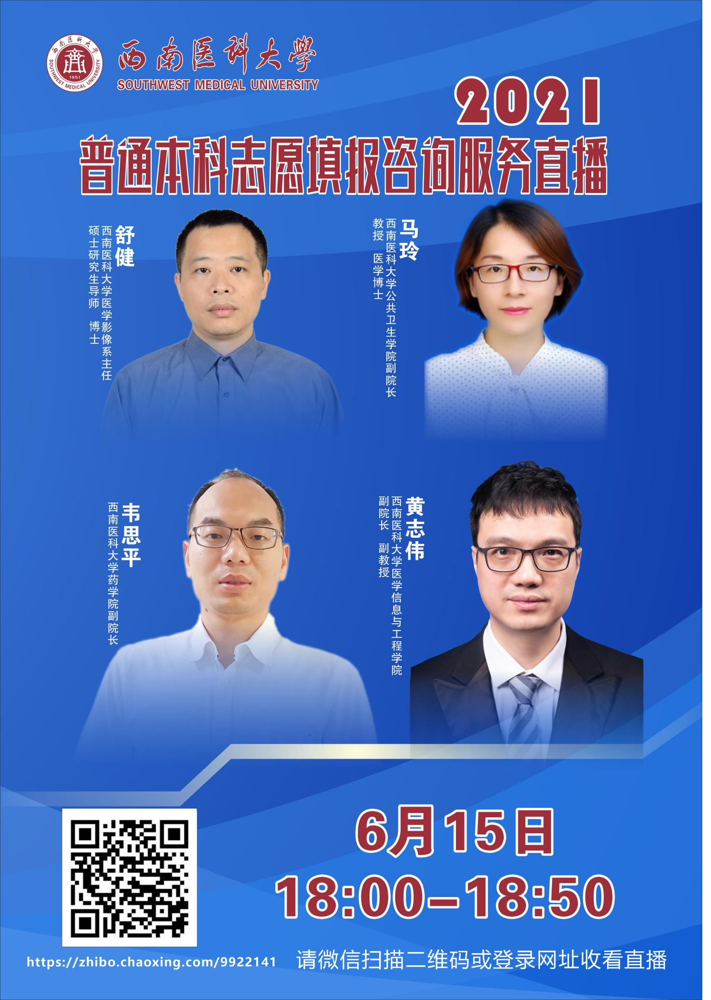 西南医科大学
SOUTHWEST MEDICAL UNIVERSITY
1951
西南医科大學
SOUTHWEST MEDICAL UNIVERSITY
2021
普通本科志愿填报咨询服务直播
舒健
西南医科大学医学影像系主任
硕士研究生导师 博士
马玲
西南医科大学公共卫生学院副院长
教授 医学博士
韦思平
西南医科大学药学院副院长
黄志伟
西南医科大学医学信息与工程学院
副院长 副教授
6月15日
18:00-18:50
https://zhibo.chaoxing.com/9922141
请微信扫描二维码或登录网址收看直播